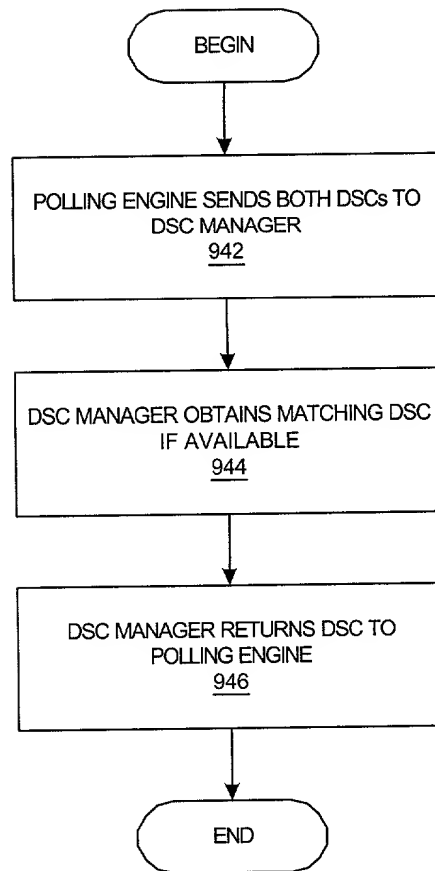 BEGIN
POLLING ENGINE SENDS BOTH DSCs TO
DSC MANAGER
942
DSC MANAGER OBTAINS MATCHING DSC
IF AVAILABLE
944
DSC MANAGER RETURNS DSC TO
POLLING ENGINE
946
END